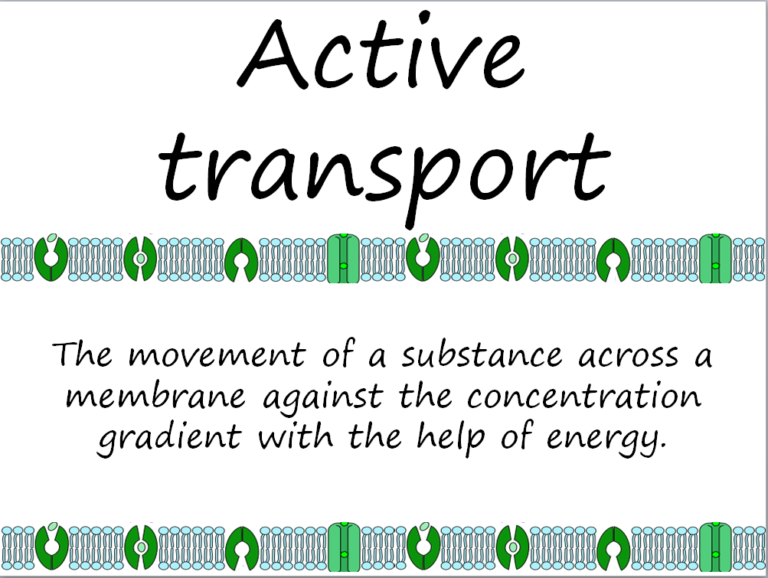 Active
transport
The movement of a substance across a
membrane against the concentration
gradient with the help of energy.